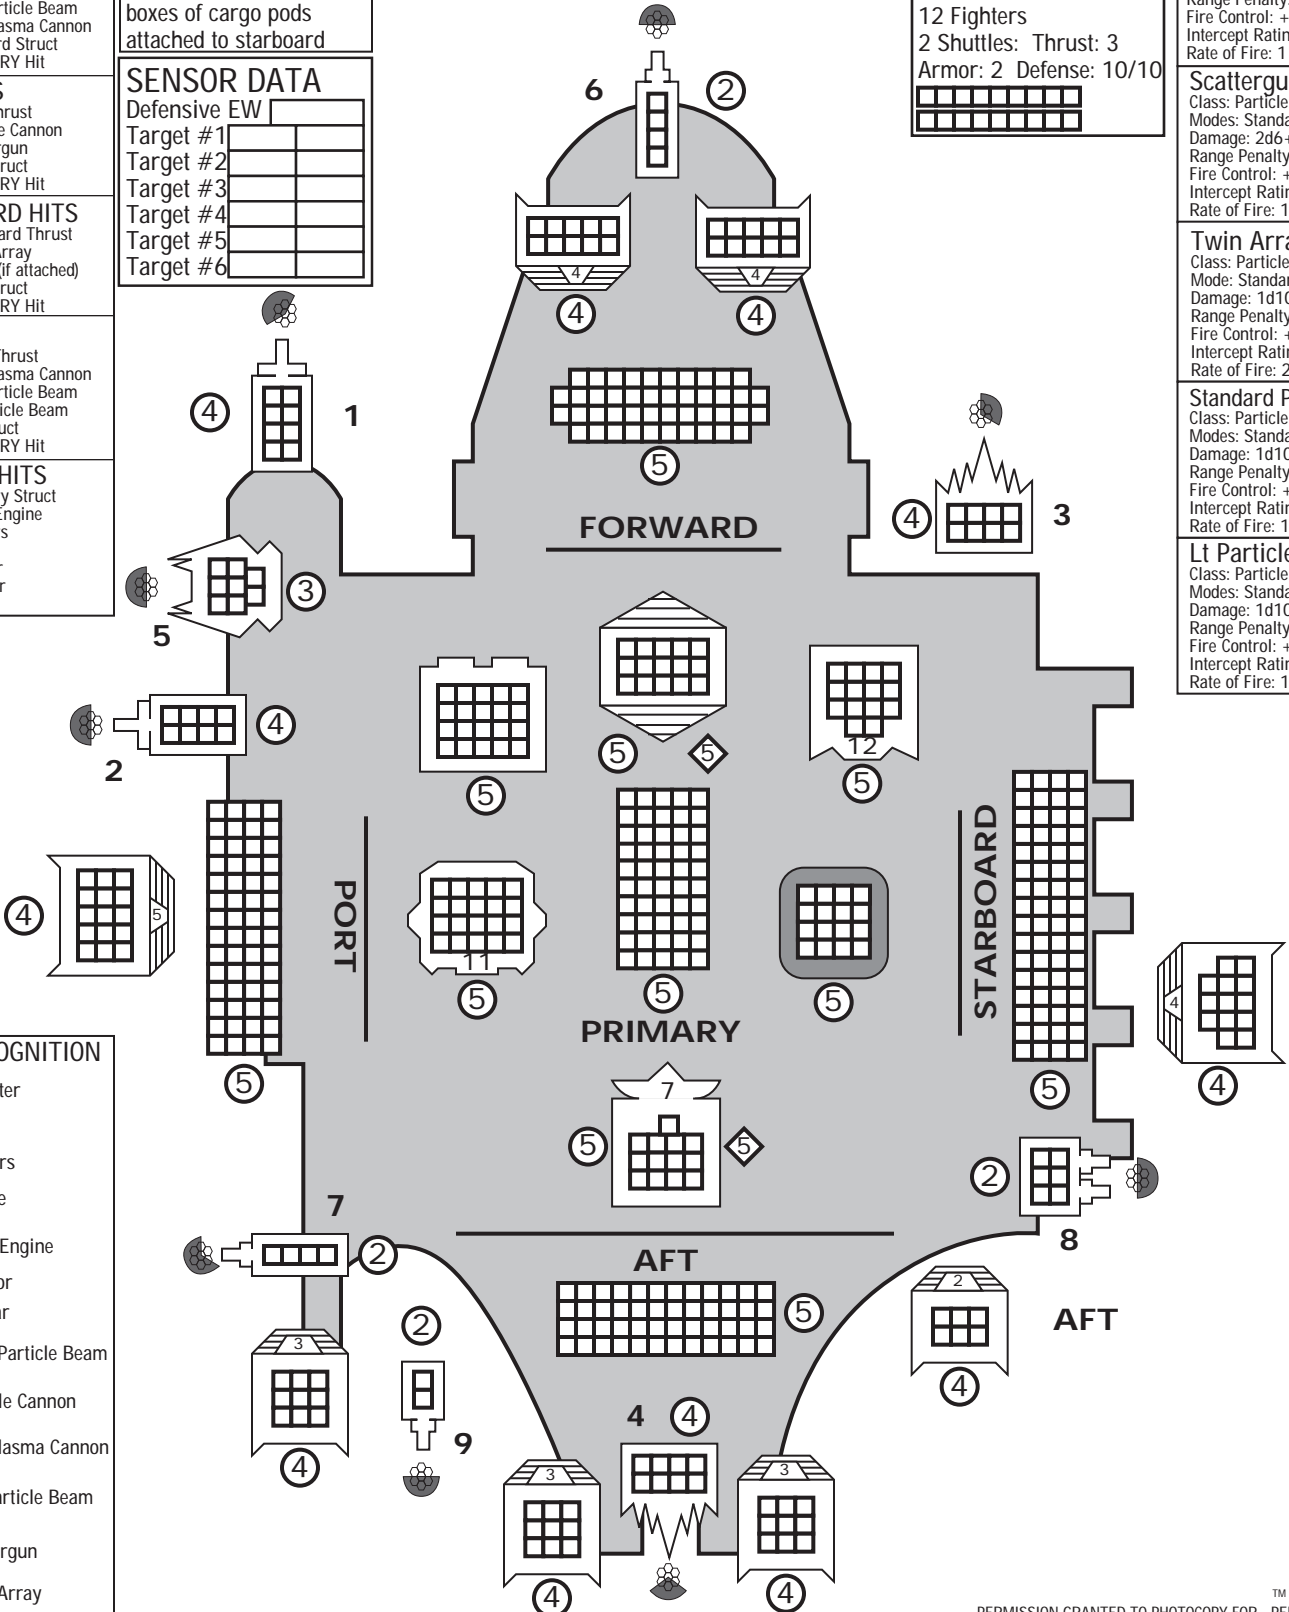 rticle Beam
asma Cannon
rd Struct
RY Hit
S
hrust
e Cannon
rgun
ruct
RY Hit
RD HITS
ard Thrust
Array
(if attached)
truct
RY Hit
Thrust
asma Cannon
rticle Beam
icle Beam
uct
RY Hit
HITS
y Struct
Engine
rs
r
r
boxes of cargo pods
attached to starboard
SENSOR DATA
Defensive EW
Target #1
Target #2
Target #3
Target #4
Target #5
Target #6
12 Fighters
2 Shuttles: Thrust: 3
Armor: 2 Defense: 10/10
Range Penalty:
Fire Control: +
Intercept Ratin
Rate of Fire: 1
Scattergu
Class: Particle
Modes: Standa
Damage: 2d6+
Range Penalty
Fire Control: +
Intercept Ratin
Rate of Fire: 1
Twin Arra
Class: Particle
Mode: Standar
Damage: 1d10
Range Penalty
Fire Control: +
Intercept Ratin
Rate of Fire: 2
Standard P
Class: Particle
Modes: Standa
Damage: 1d10
Range Penalty
Fire Control: +
Intercept Ratin
Rate of Fire: 1
Lt Particle
Class: Particle
Modes: Standa
Damage: 1d10
Range Penalty
Fire Control: +
Intercept Ratin
Rate of Fire: 1
6
2
4
4
4
4
4
1
5
FORWARD
4
3
3
5
4
2
5
5
5
12
5
4
5
5
PORT
11
5
5
PRIMARY
5
STARBOARD
5
4
4
7
5
5
2
8
7
2
AFT
5
2
4
AFT
3
4
2
9
4
4
3
4
3
4
OGNITION
ter
rs
e
Engine
or
ar
Particle Beam
le Cannon
lasma Cannon
article Beam
rgun
Array
TM
PERMISSION GRANTED TO PHOTOCOPY FOR PE